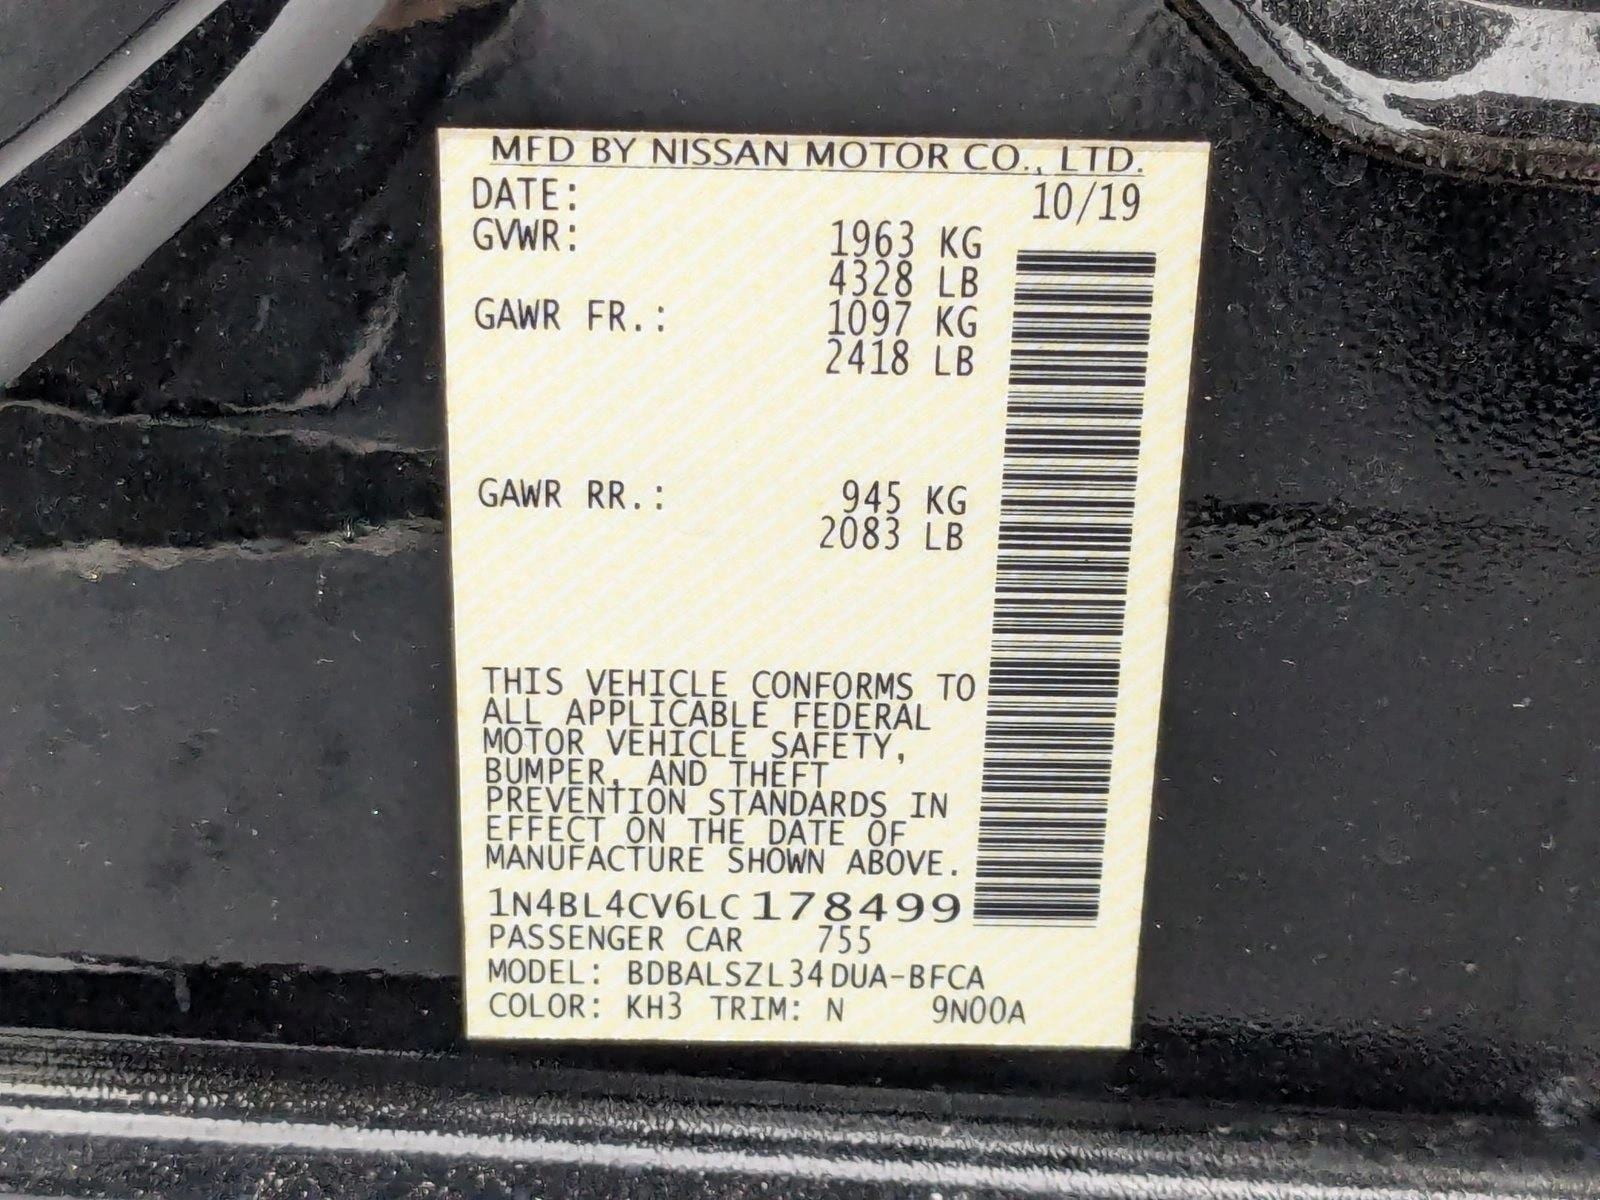 MFD BY NISSAN MOTOR CO., LTD.
DATE: 10/19
GVWR: 1963 KG
4328 LB
GAWR FR.: 1097 KG
2418 LB
GAWR RR.: 945 KG
2083 LB
THIS VEHICLE CONFORMS TO
ALL APPLICABLE FEDERAL
MOTOR VEHICLE SAFETY,
BUMPER, AND THEFT
PREVENTION STANDARDS IN
EFFECT ON THE DATE OF
MANUFACTURE SHOWN ABOVE.
1N4BL4CV6LC178499
PASSENGER CAR 755
MODEL: BDBALSZL34DUA-BFCA
COLOR: KH3 TRIM: N 9N00A